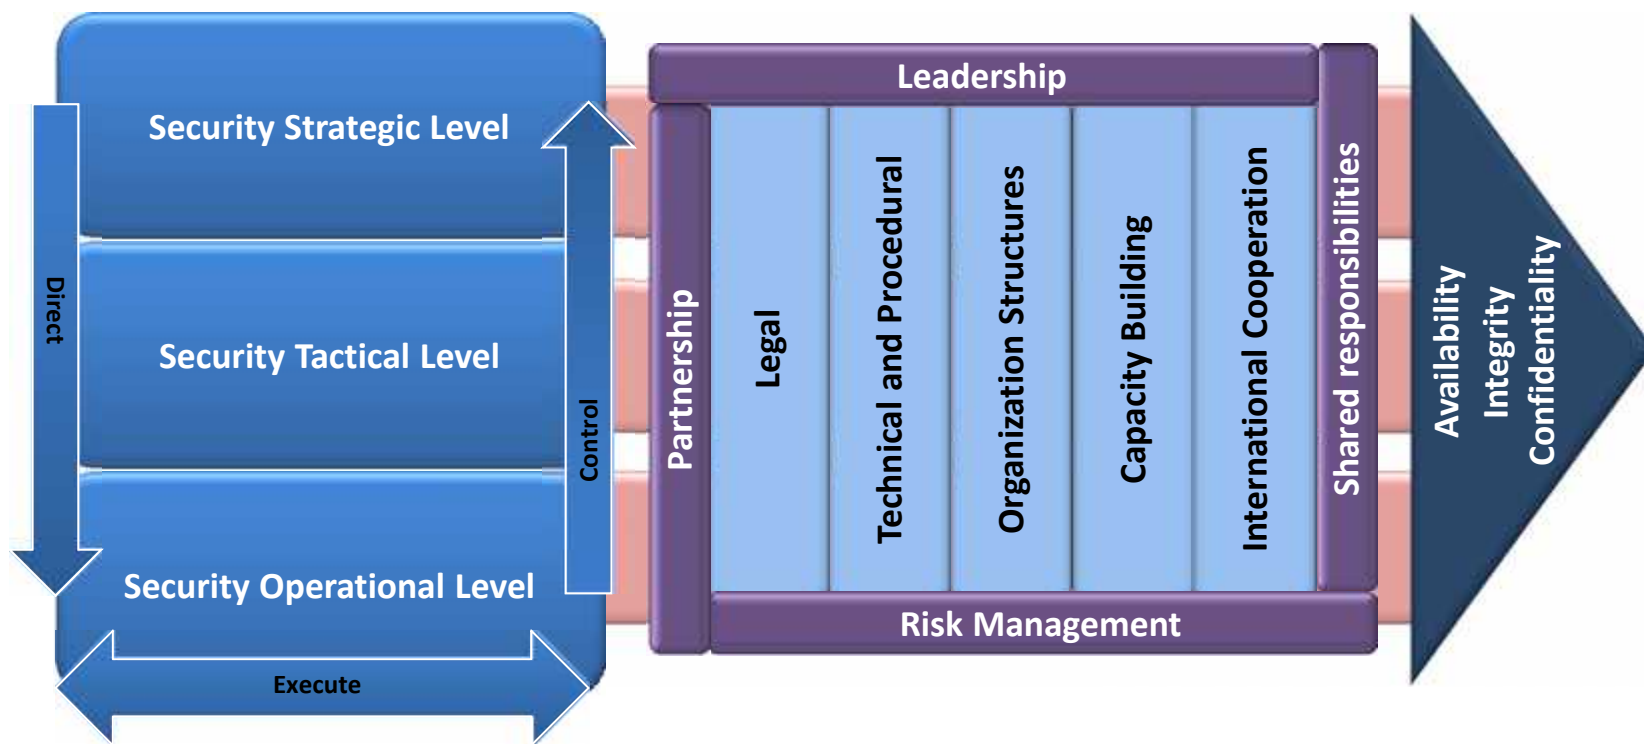 Security Strategic Level
Security Tactical Level
Security Operational Level
Direct
Control
Execute
Leadership
Partnership
Legal
Technical and Procedural
Organization Structures
Capacity Building
International Cooperation
Shared responsibilities
Risk Management
Availability
Integrity
Confidentiality